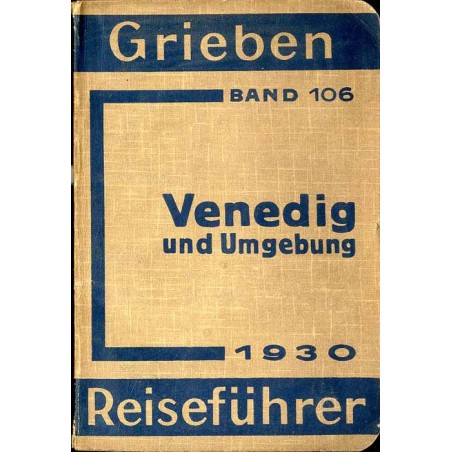 Grieben
BAND 106
Venedig
und Umgebung
1930
Reiseführer